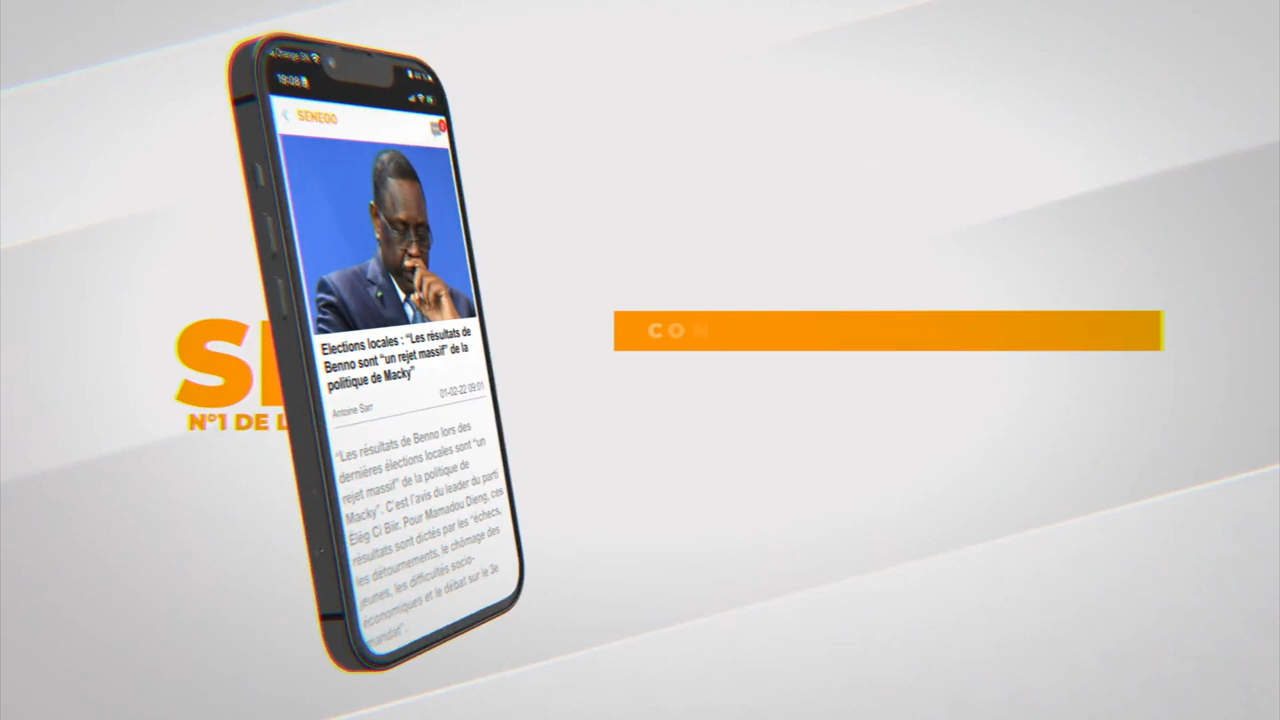 Orange SN
19:08
SENEGO
Elections locales : “Les résultats de
Benno sont “un rejet massif” de la
politique de Macky”
Antoine Sarr
01-02-22 09:01
“Les résultats de Benno lors des
dernières élections locales sont “un
rejet massif” de la politique de
Macky”. C’est l’avis du leader du parti
Élég Ci Biir. Pour Mamadou Dieng, ces
résultats sont dictés par les “échecs,
les détournements, le chômage des
jeunes, les difficultés socio-
économiques et le débat sur le 3e
mandat”.
SE
N°1 DE L
CON